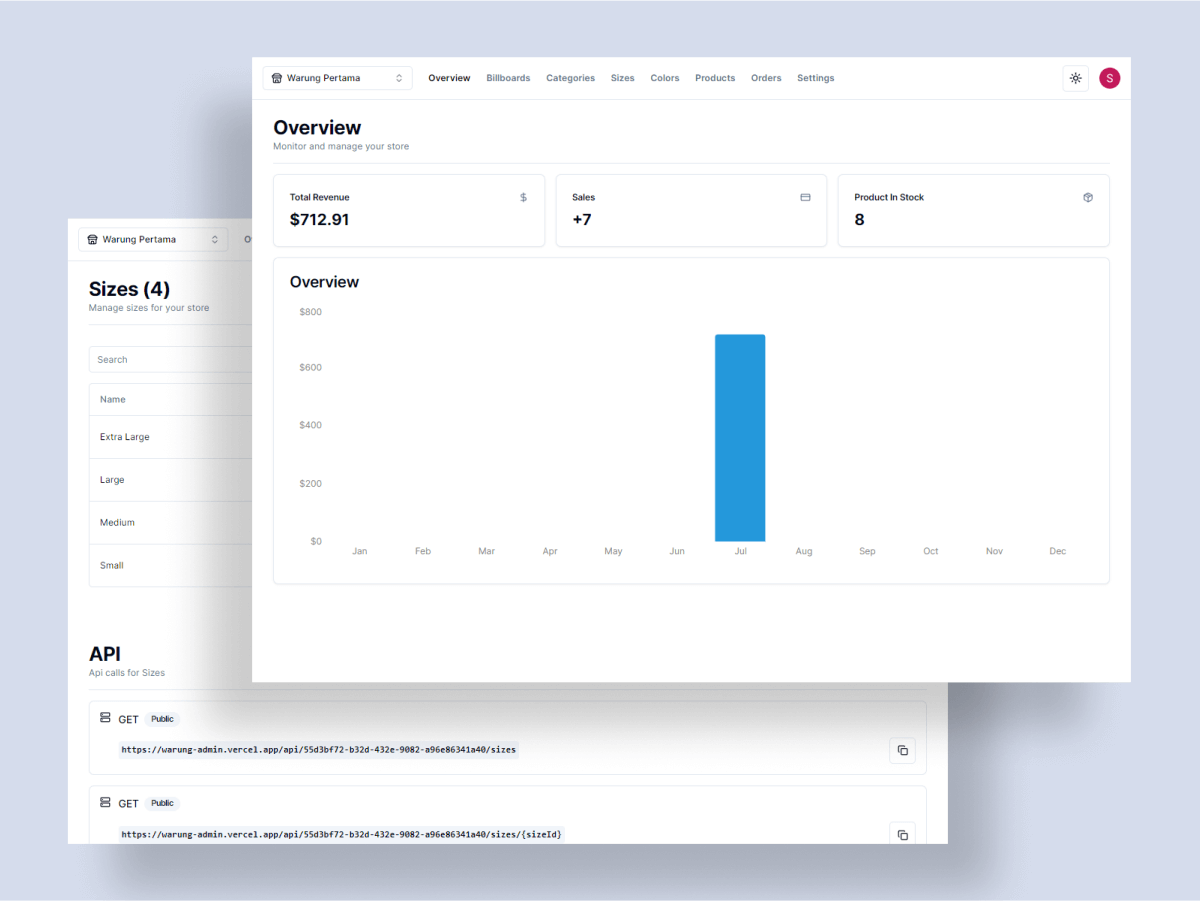 Warung Pertama Overview Billboards Categories Sizes Colors Products Orders Settings S
Overview
Monitor and manage your store
Total Revenue $
$712.91
Sales
+7
Product In Stock
8
Overview
$800
$600
$400
$200
$0
Jan Feb Mar Apr May Jun Jul Aug Sep Oct Nov Dec
Warung Pertama O
Sizes (4)
Manage sizes for your store
Search
Name
Extra Large
Large
Medium
Small
API
Api calls for Sizes
GET Public
https://warung-admin.vercel.app/api/55d3bf72-b32d-432e-9082-a96e86341a40/sizes
GET Public
https://warung-admin.vercel.app/api/55d3bf72-b32d-432e-9082-a96e86341a40/sizes/{sizeId}